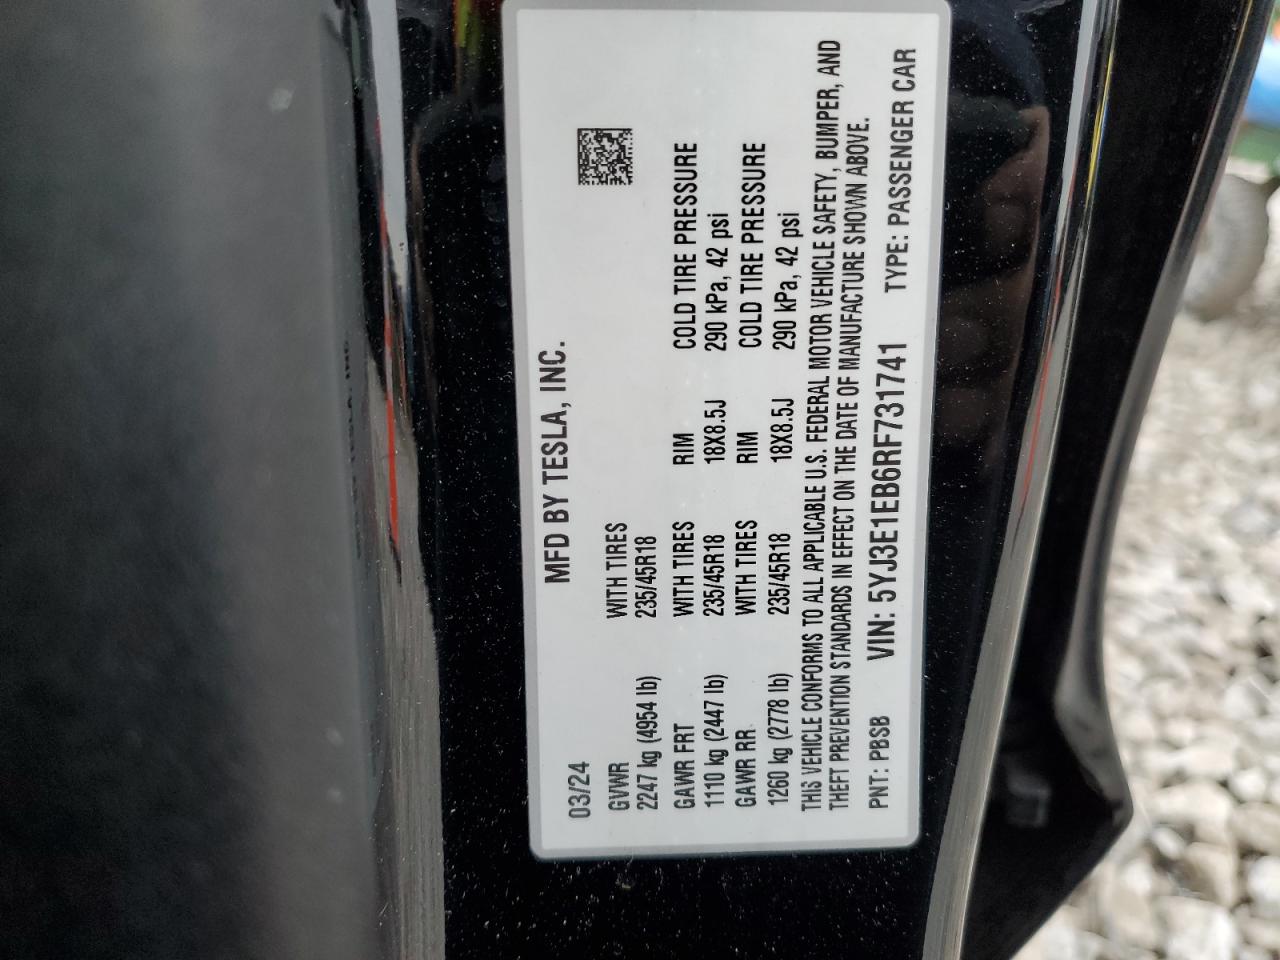 MFD BY TESLA, INC.
03/24
GVWR WITH TIRES
2247 kg (4954 lb) 235/45R18
GAWR FRT WITH TIRES RIM COLD TIRE PRESSURE
1110 kg (2447 lb) 235/45R18 18X8.5J 290 kPa, 42 psi
GAWR RR WITH TIRES RIM COLD TIRE PRESSURE
1260 kg (2778 lb) 235/45R18 18X8.5J 290 kPa, 42 psi
THIS VEHICLE CONFORMS TO ALL APPLICABLE U.S. FEDERAL MOTOR VEHICLE SAFETY, BUMPER, AND
THEFT PREVENTION STANDARDS IN EFFECT ON THE DATE OF MANUFACTURE SHOWN ABOVE.
PNT: PBSB VIN: 5YJ3E1EB6RF731741 TYPE: PASSENGER CAR